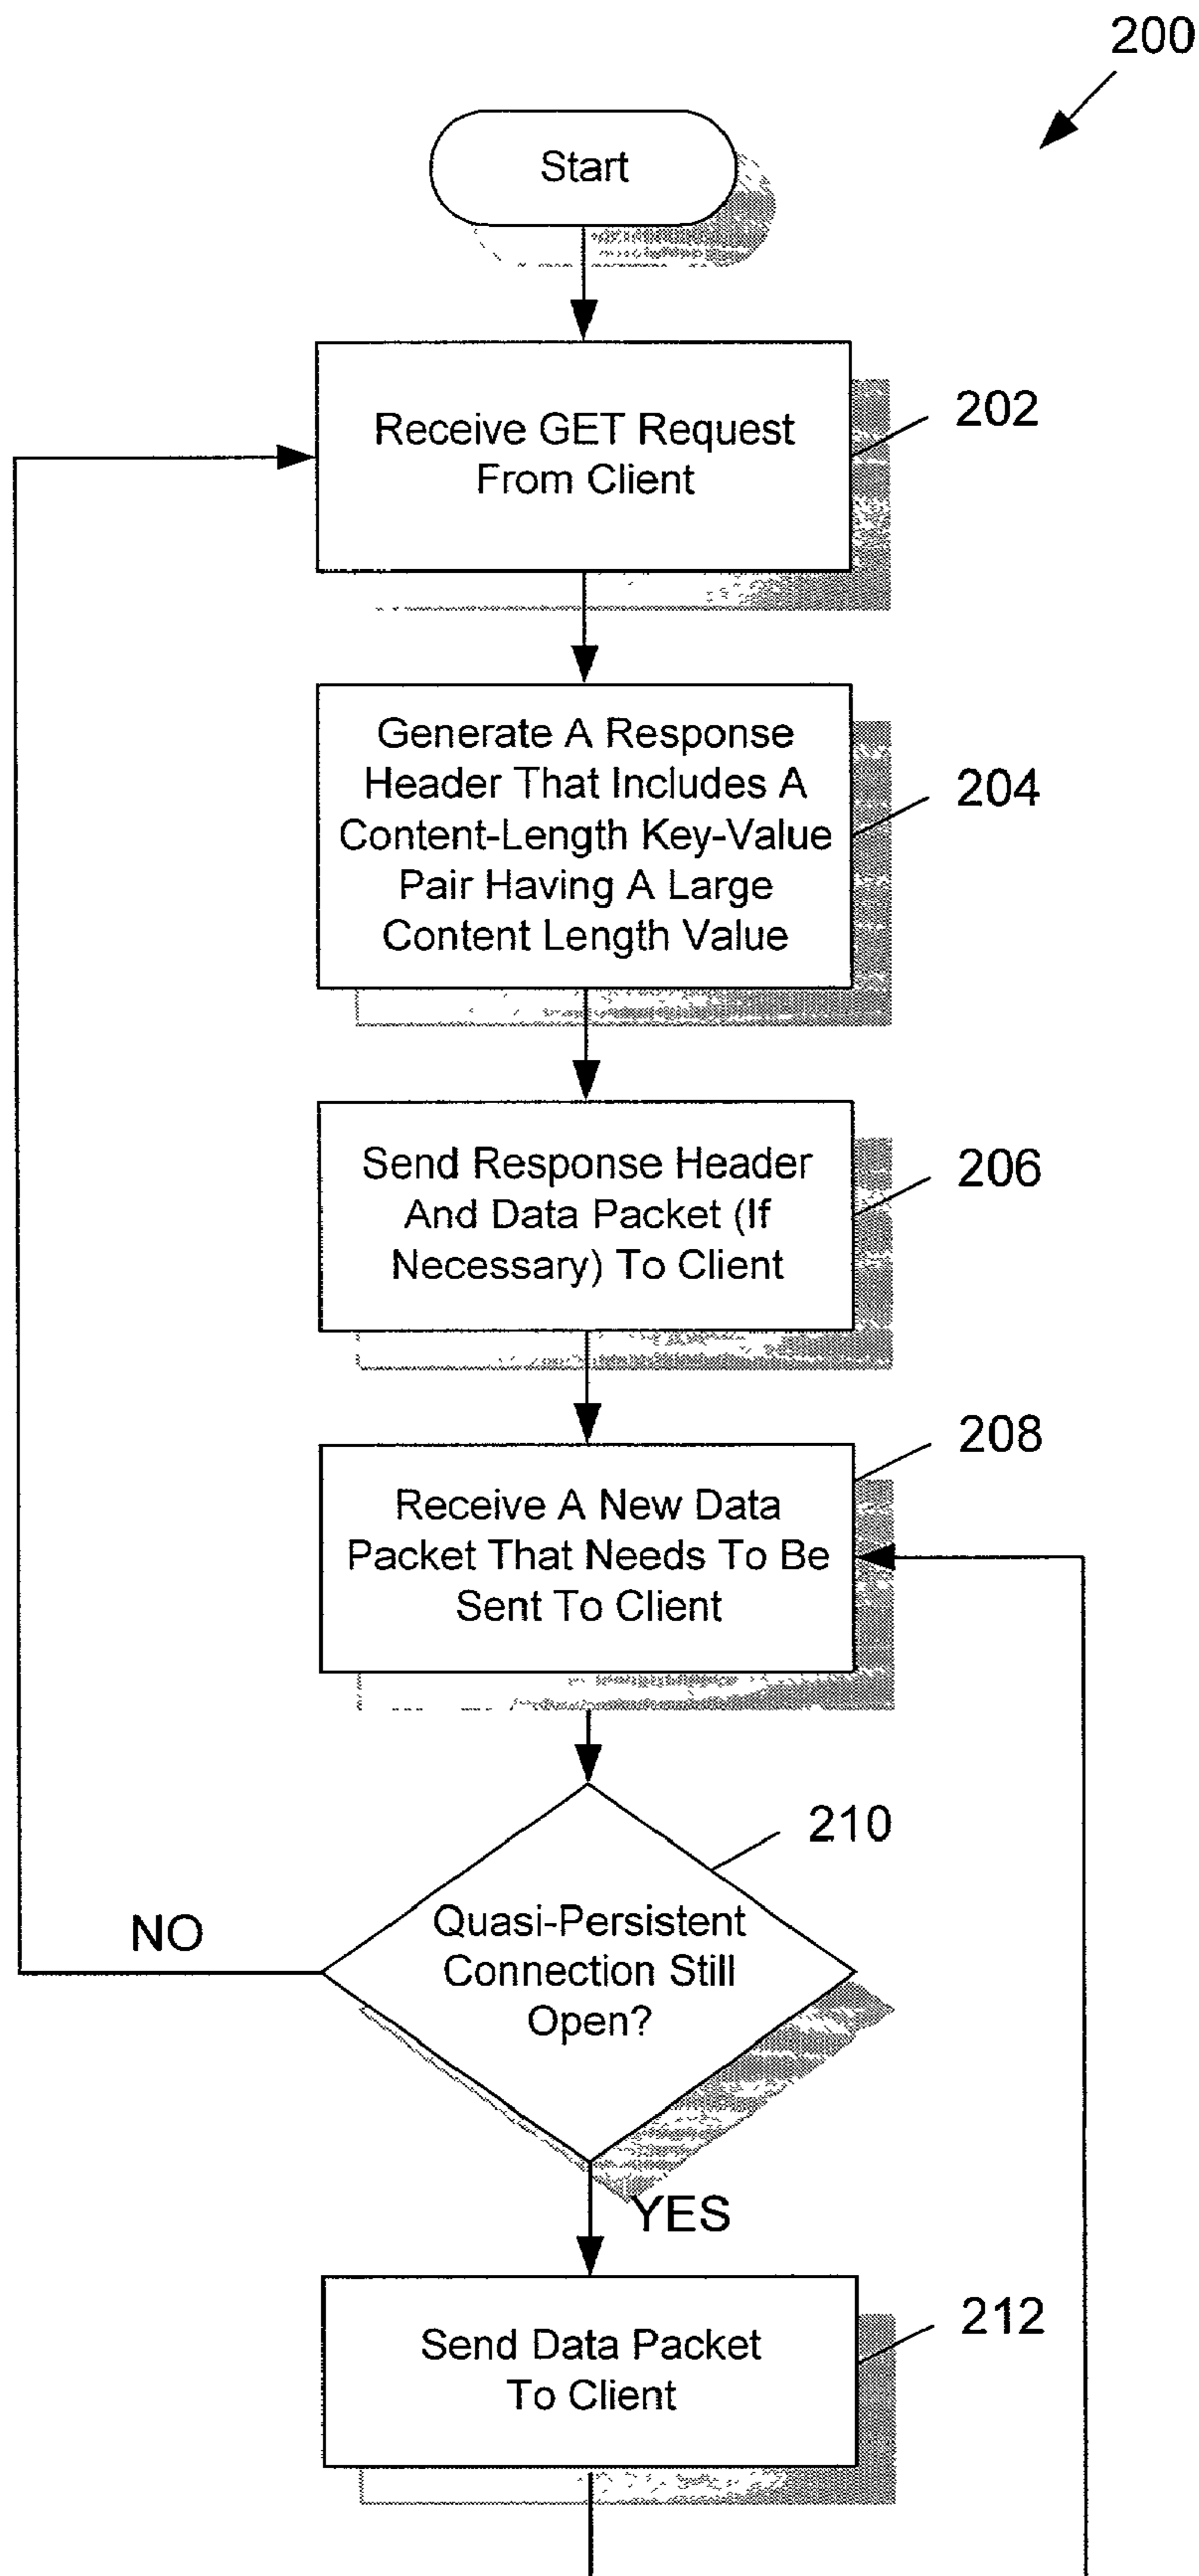 200
Start
Receive GET Request
From Client
202
Generate A Response
Header That Includes A
Content-Length Key-Value
Pair Having A Large
Content Length Value
204
Send Response Header
And Data Packet (If
Necessary) To Client
206
Receive A New Data
Packet That Needs To Be
Sent To Client
208
Quasi-Persistent
Connection Still
Open?
210
NO
YES
Send Data Packet
To Client
212